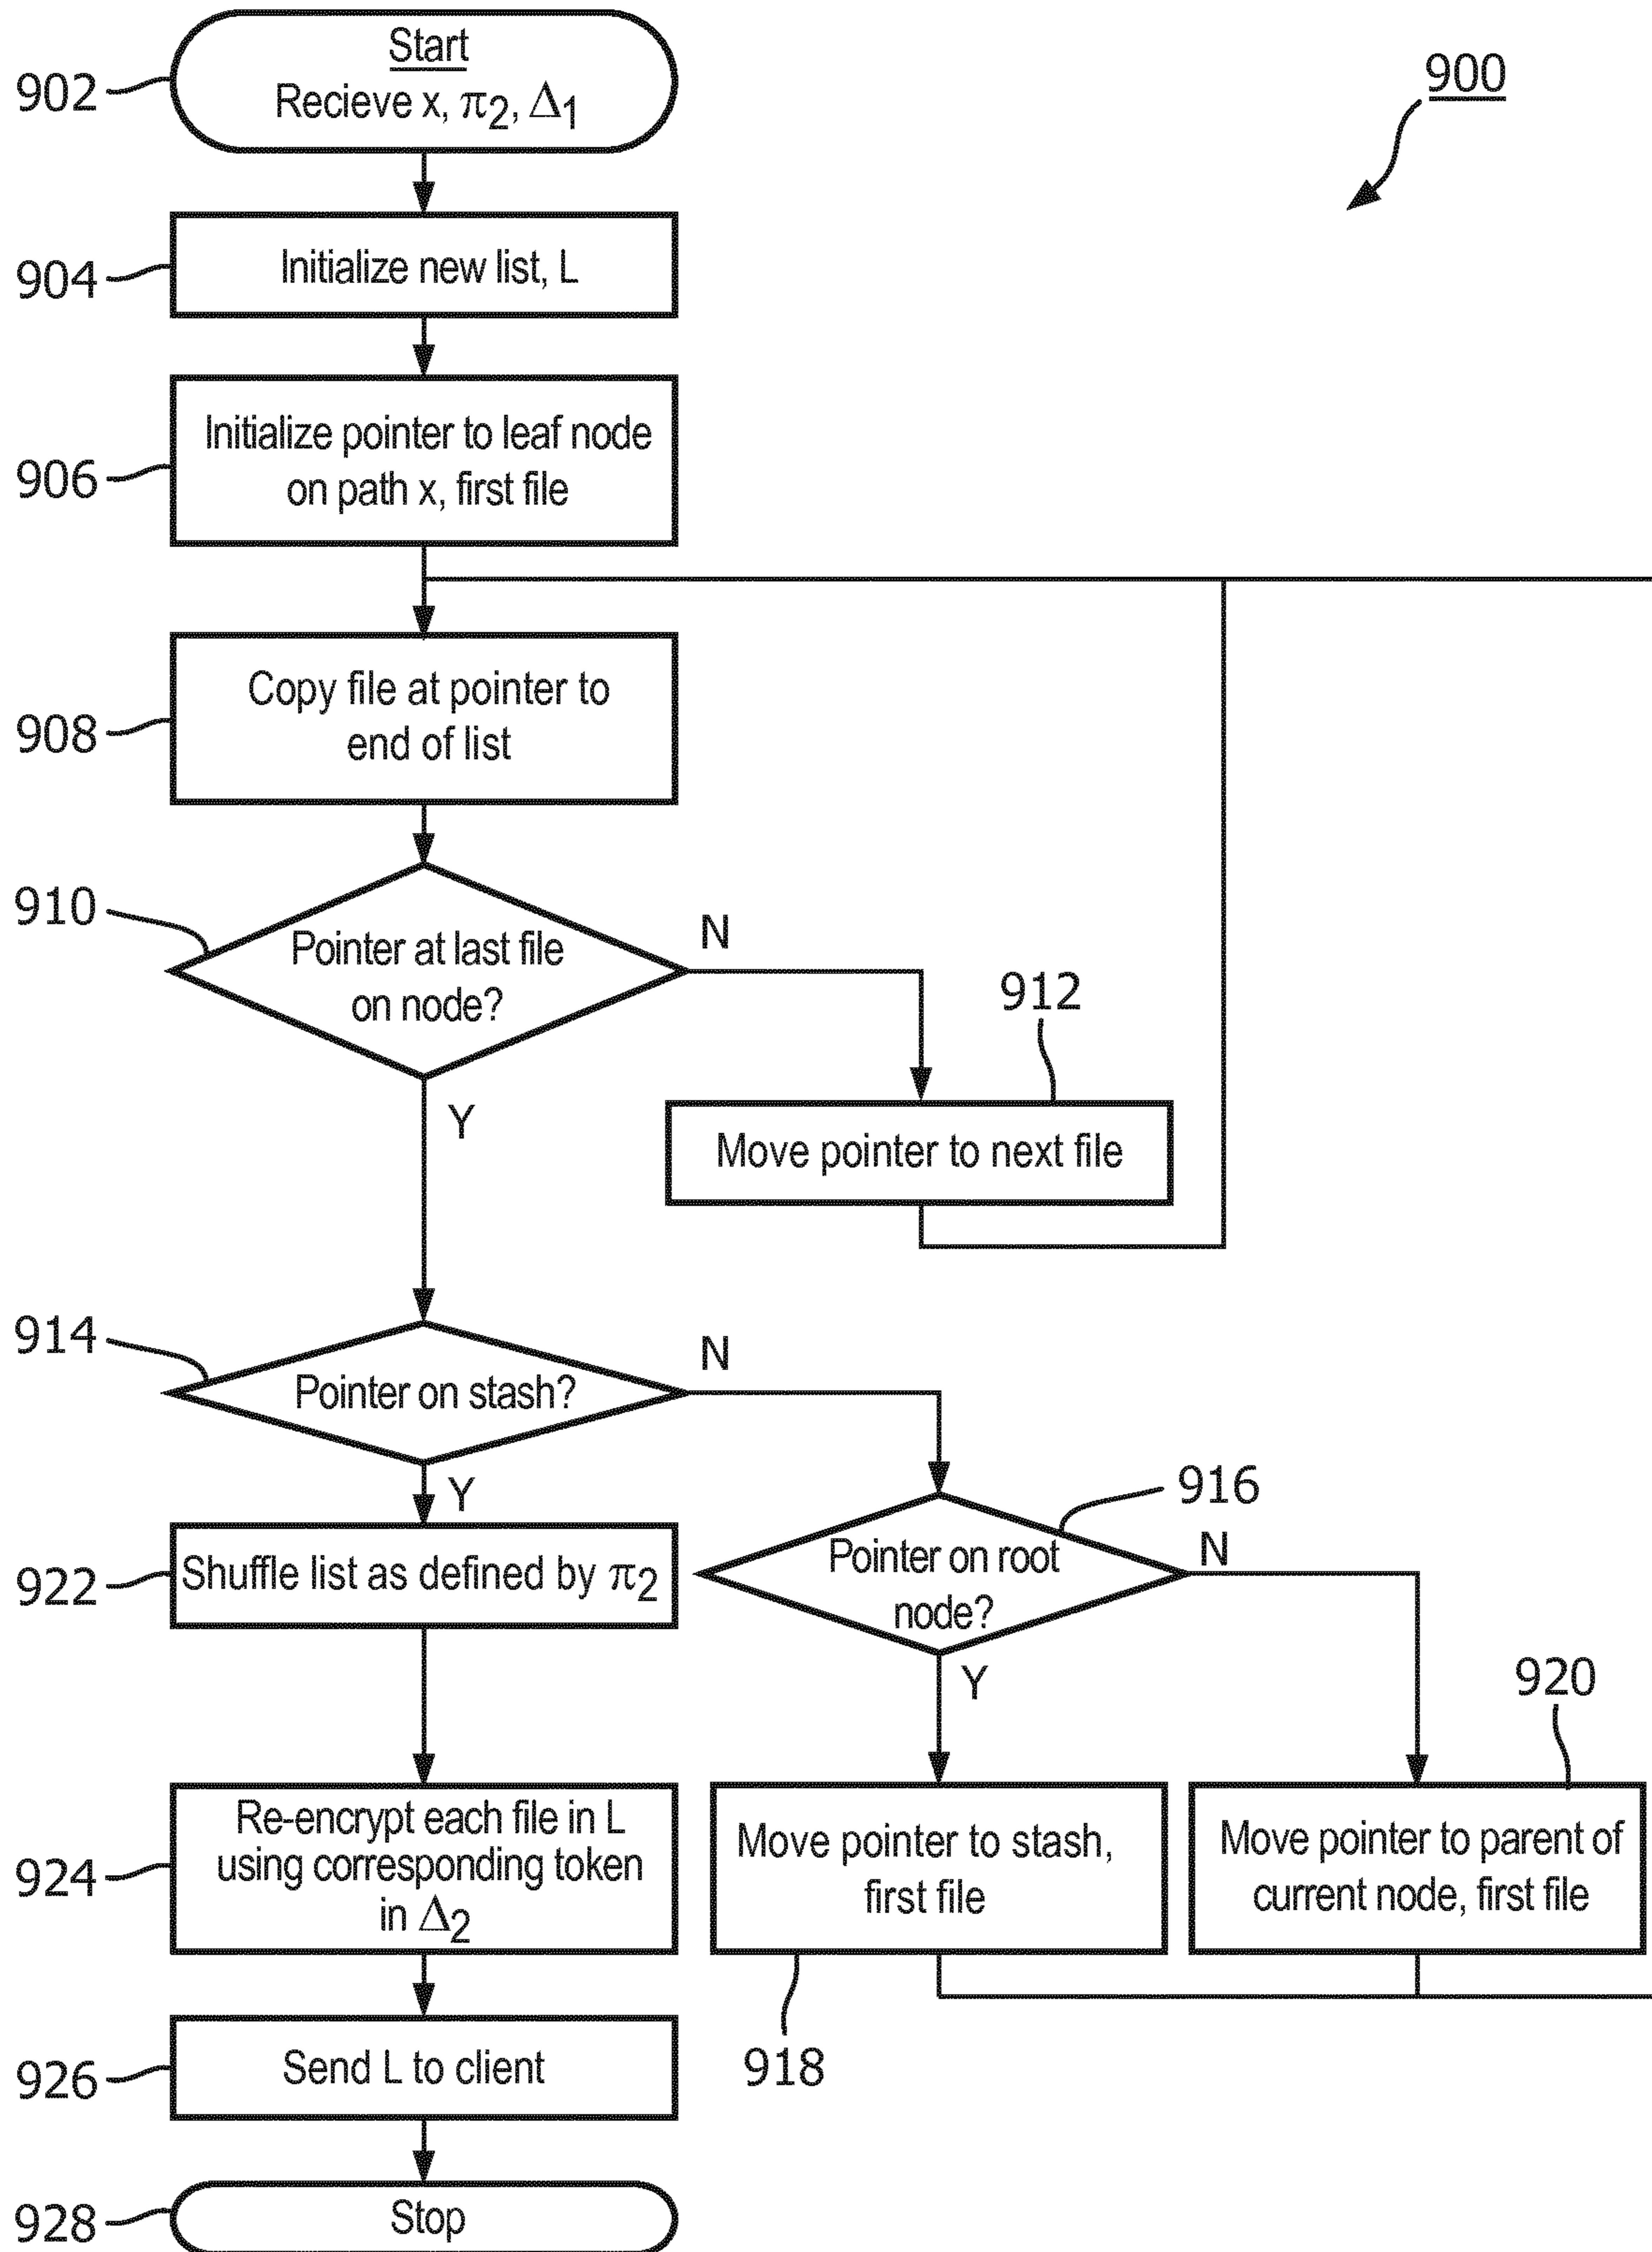 Start
902
Recieve x, π2, Δ1
900
904
Initialize new list, L
Initialize pointer to leaf node
906
on path x, first file
Copy file at pointer to
908
end of list
910
Pointer at last file
on node?
N
912
Y
Move pointer to next file
914
Pointer on stash?
N
Y
916
922
Shuffle list as defined by π2
Pointer on root
node?
N
Y
920
Re-encrypt each file in L
using corresponding token
in Δ2
924
Move pointer to stash,
first file
Move pointer to parent of
current node, first file
918
926
Send L to client
928
Stop